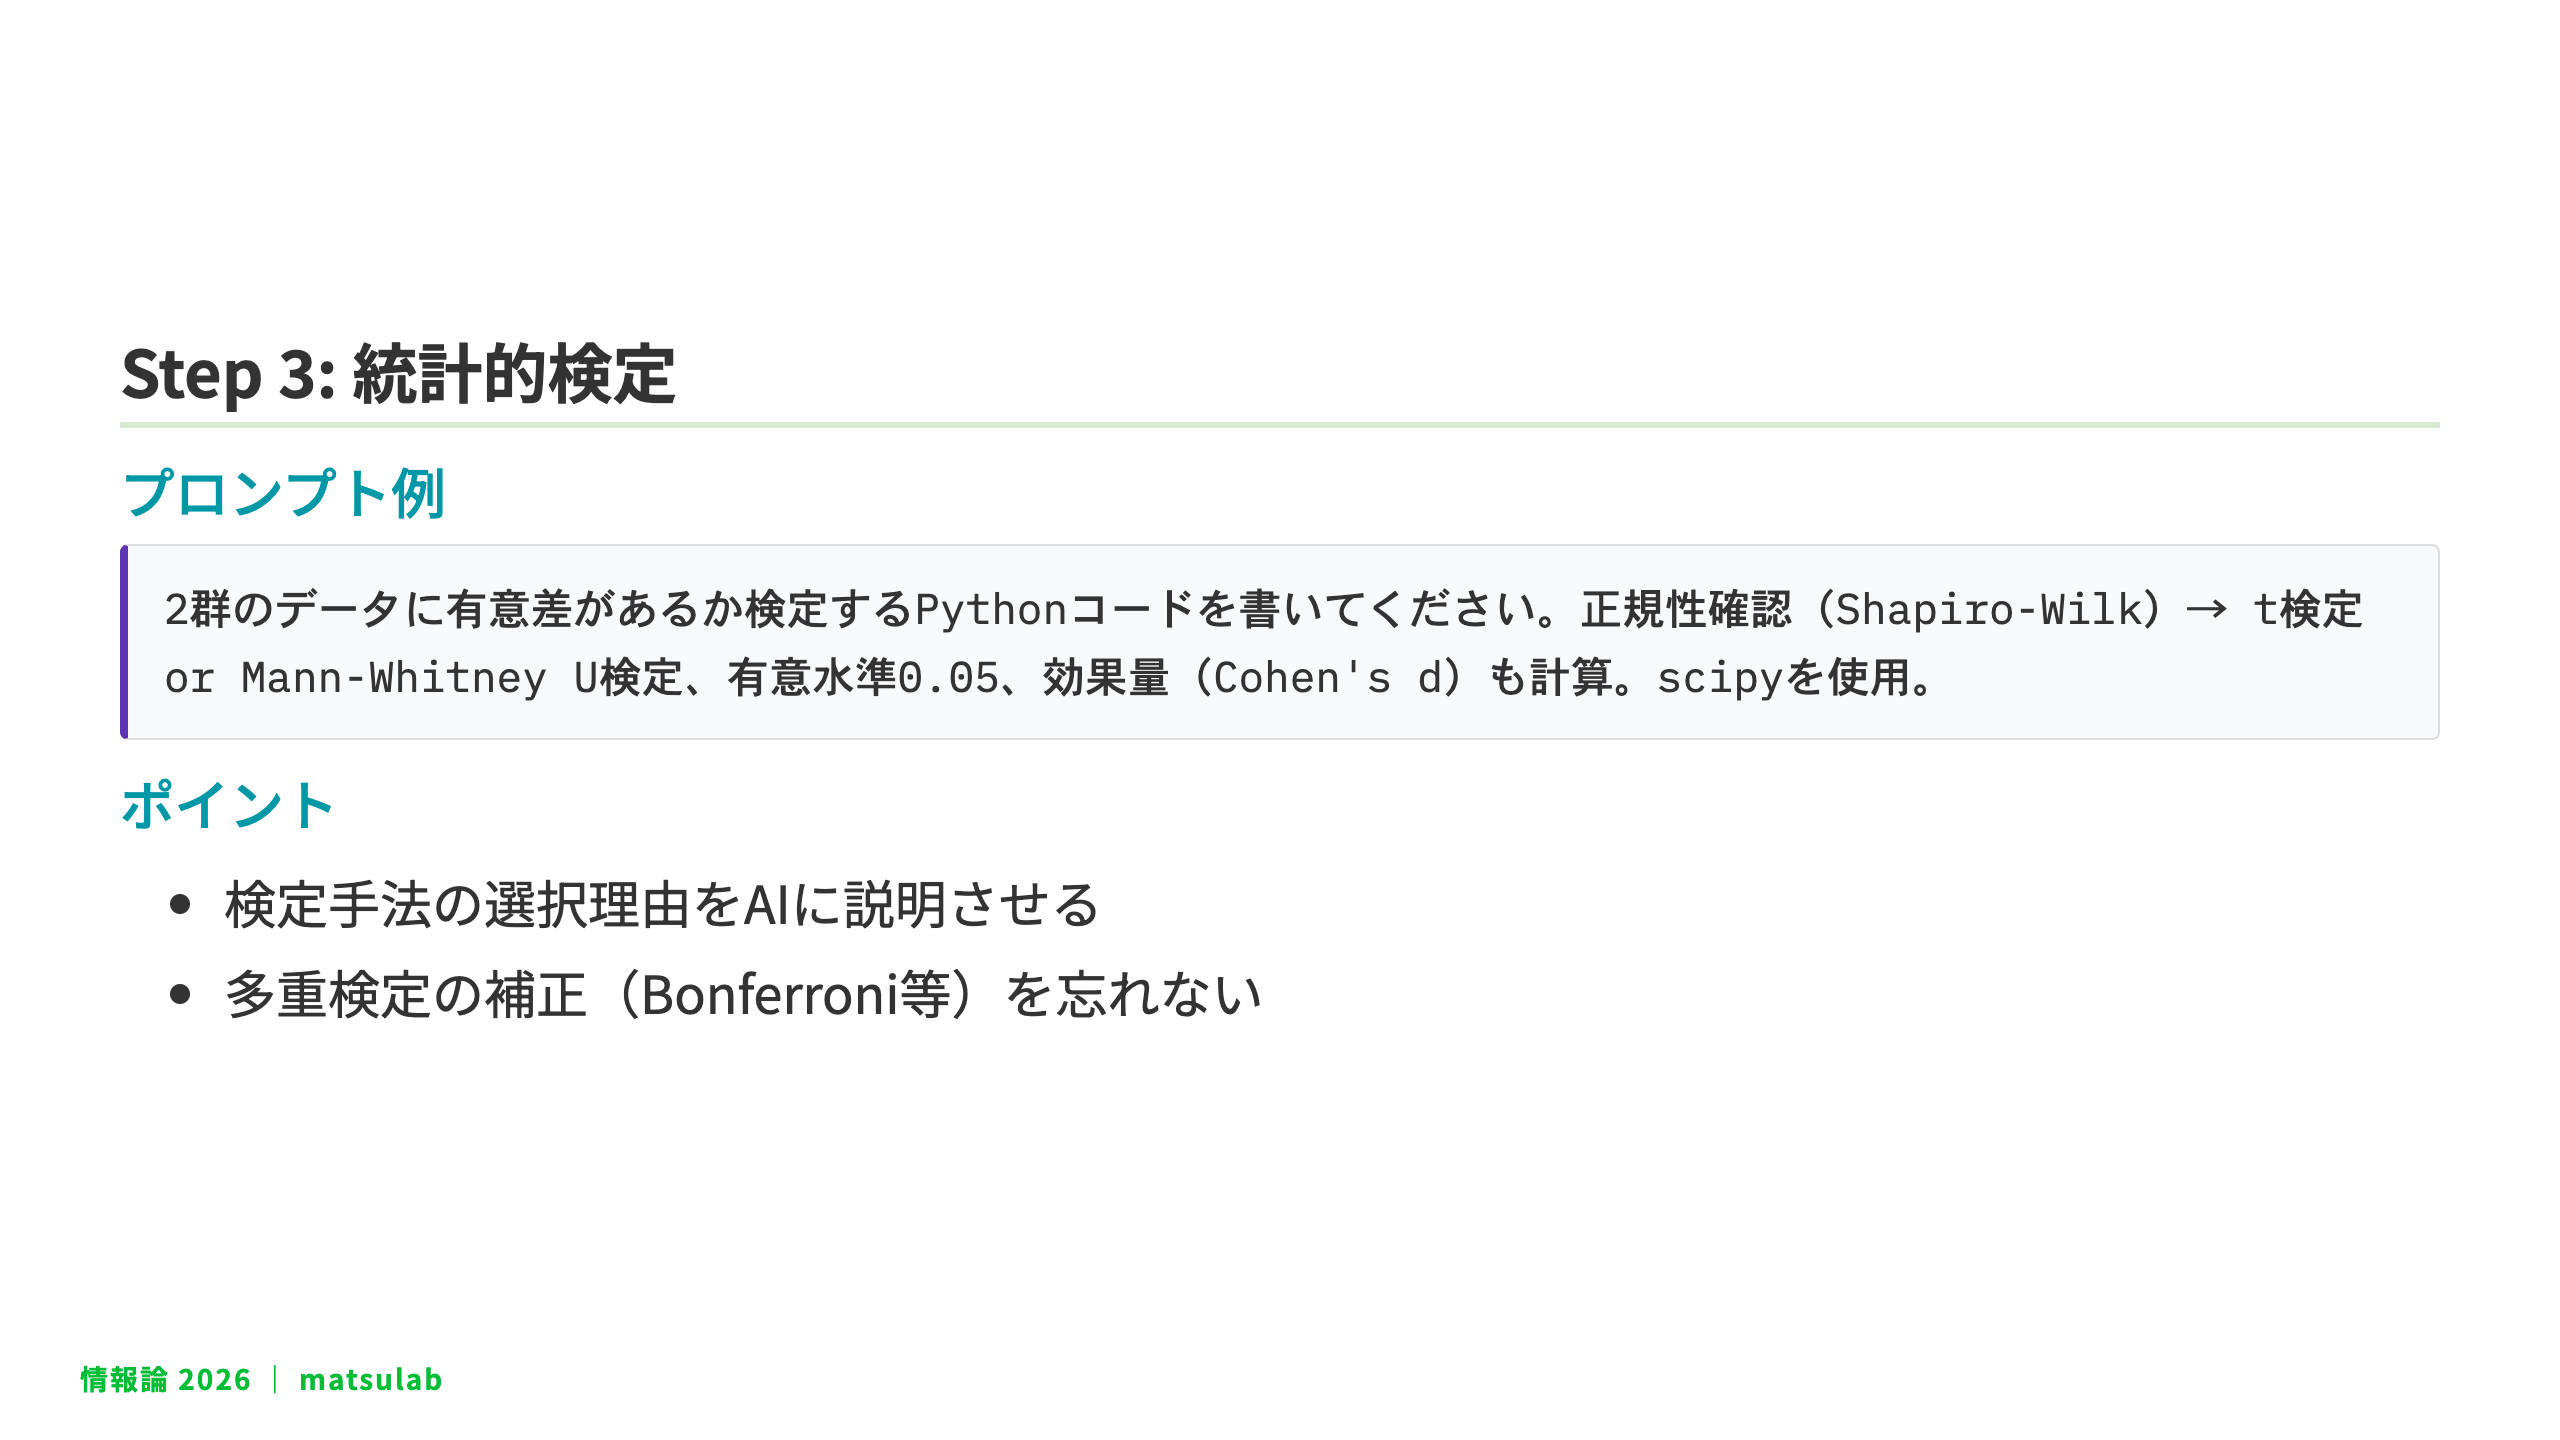 Step 3: 統計的検定
プロンプト例
2群のデータに有意差があるか検定するPythonコードを書いてください。正規性確認（Shapiro-Wilk）→ t検定
or Mann-Whitney U検定、有意水準0.05、効果量（Cohen's d）も計算。scipyを使用。
ポイント
• 検定手法の選択理由をAIに説明させる
• 多重検定の補正（Bonferroni等）を忘れない
情報論 2026 ｜ matsulab